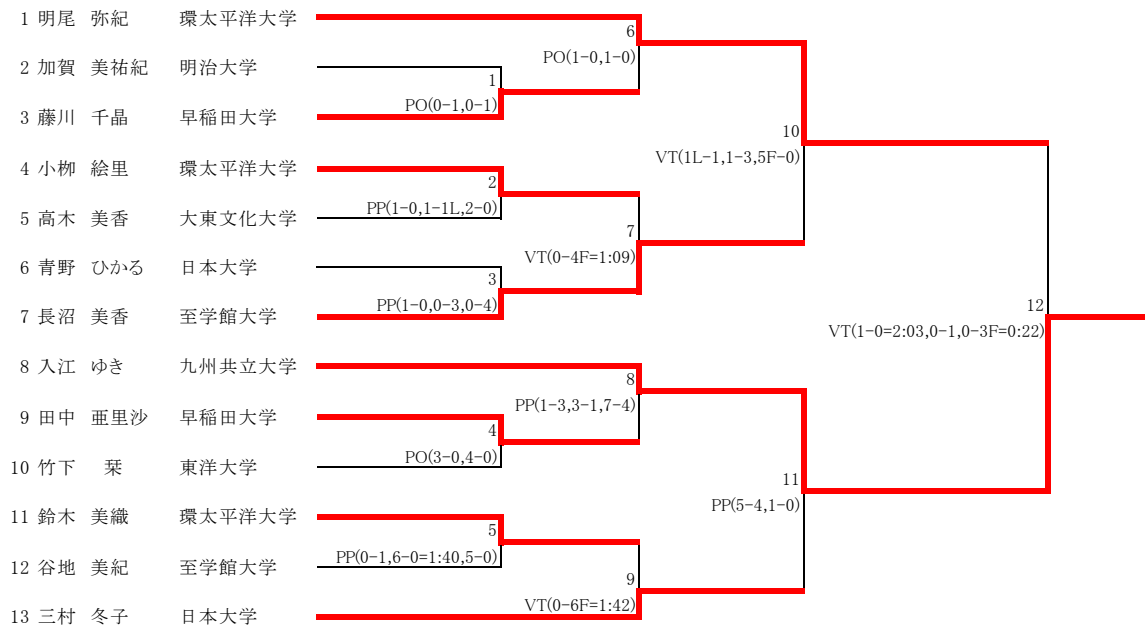 1 明尾 弥紀 環太平洋大学
6
PO(1-0,1-0)
2 加賀 美祐紀 明治大学
1
PO(0-1,0-1)
3 藤川 千晶 早稲田大学
10
VT(1L-1,1-3,5F-0)
4 小栁 絵里 環太平洋大学
2
PP(1-0,1-1L,2-0)
5 高木 美香 大東文化大学
7
VT(0-4F=1:09)
6 青野 ひかる 日本大学
3
PP(1-0,0-3,0-4)
7 長沼 美香 至学館大学
12
VT(1-0=2:03,0-1,0-3F=0:22)
8 入江 ゆき 九州共立大学
8
PP(1-3,3-1,7-4)
9 田中 亜里沙 早稲田大学
4
PO(3-0,4-0)
10 竹下 栞 東洋大学
11
PP(5-4,1-0)
11 鈴木 美織 環太平洋大学
5
PP(0-1,6-0=1:40,5-0)
12 谷地 美紀 至学館大学
9
VT(0-6F=1:42)
13 三村 冬子 日本大学